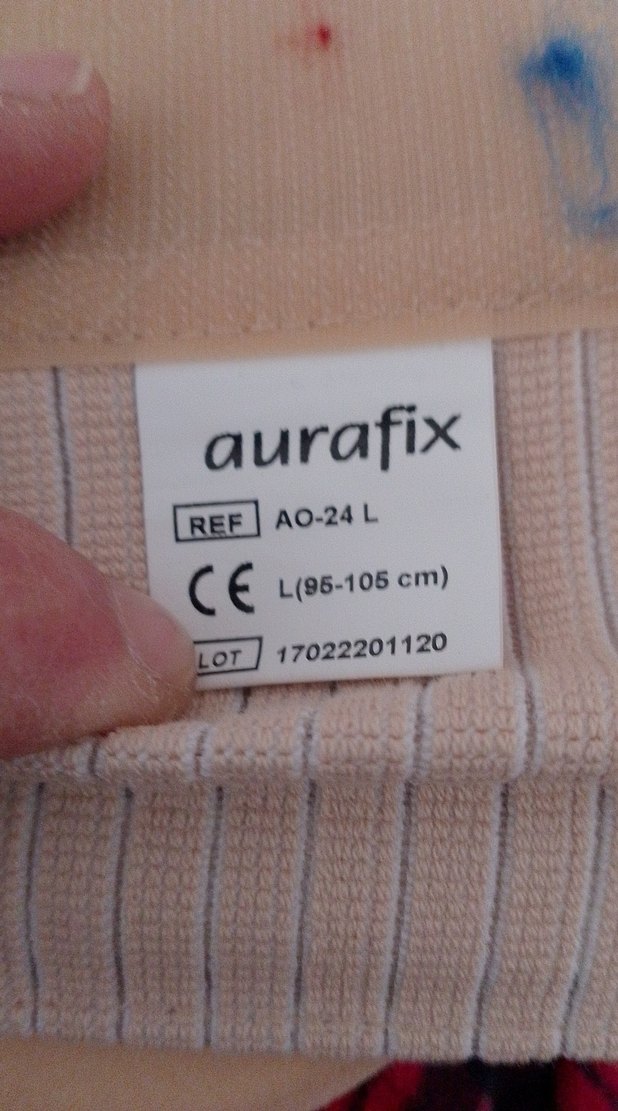 aurafix
REF AO-24 L
CE L(95-105 cm)
LOT 17022201120